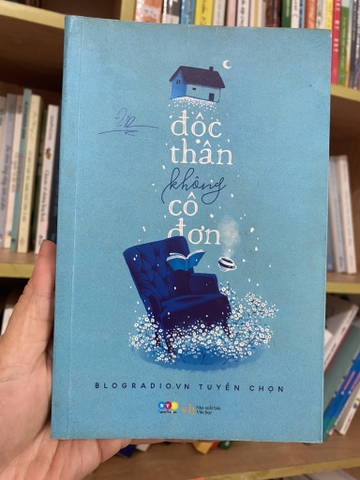 độc
thân
không
cô
đơn
BLOGRADIO.VN TUYỂN CHỌN